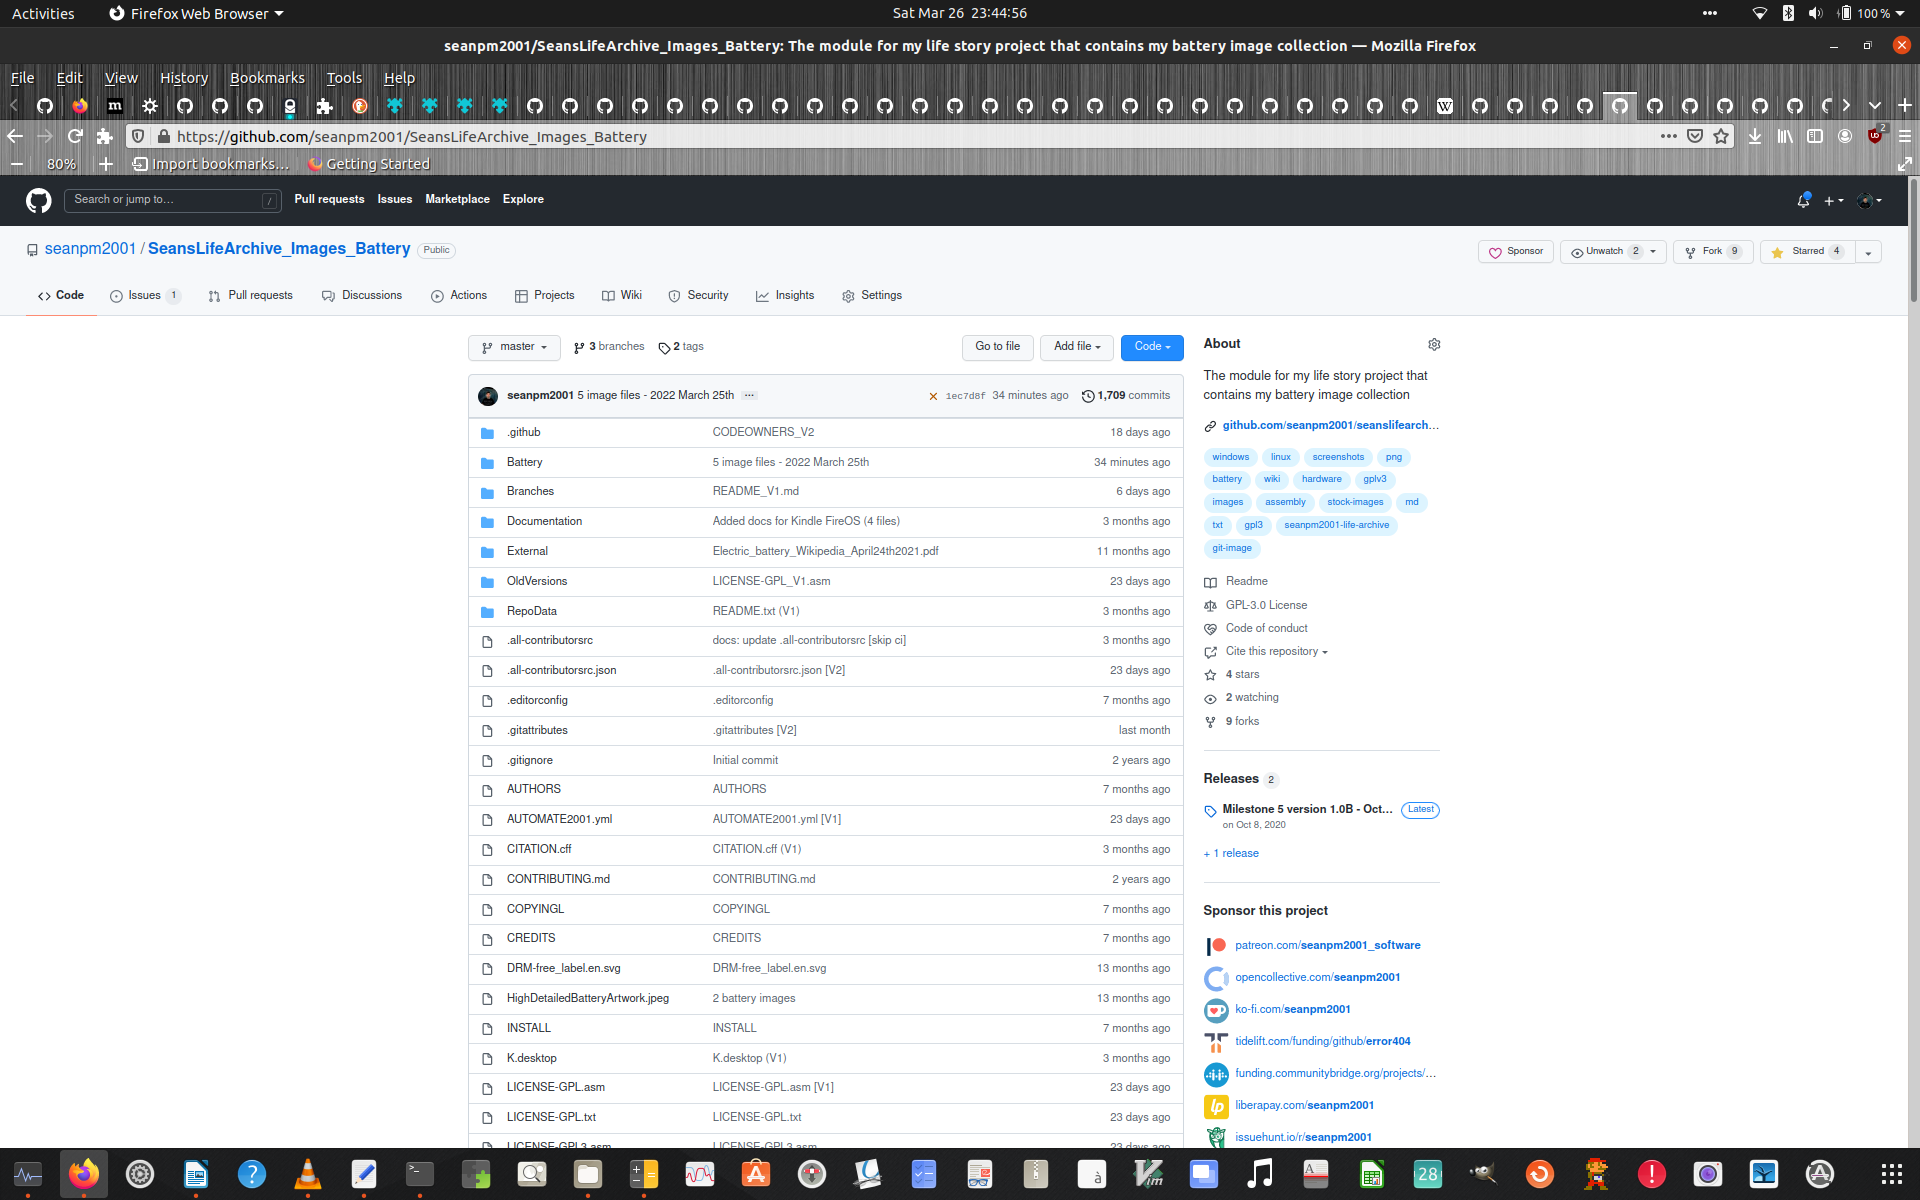 Activities Firefox Web Browser Sat Mar 26 23:44:56 100 %
seanpm2001/SeansLifeArchive_Images_Battery: The module for my life story project that contains my battery image collection — Mozilla Firefox
File Edit View History Bookmarks Tools Help
https://github.com/seanpm2001/SeansLifeArchive_Images_Battery 2
80% Import bookmarks... Getting Started
Search or jump to... / Pull requests Issues Marketplace Explore
seanpm2001 / SeansLifeArchive_Images_Battery Public Sponsor Unwatch 2 Fork 9 Starred 4
Code Issues 1 Pull requests Discussions Actions Projects Wiki Security Insights Settings
master 3 branches 2 tags Go to file Add file Code
seanpm2001 5 image files - 2022 March 25th ... 1ec7d8f 34 minutes ago 1,709 commits
.github CODEOWNERS_V2 18 days ago
Battery 5 image files - 2022 March 25th 34 minutes ago
Branches README_V1.md 6 days ago
Documentation Added docs for Kindle FireOS (4 files) 3 months ago
External Electric_battery_Wikipedia_April24th2021.pdf 11 months ago
OldVersions LICENSE-GPL_V1.asm 23 days ago
RepoData README.txt (V1) 3 months ago
.all-contributorsrc docs: update .all-contributorsrc [skip ci] 3 months ago
.all-contributorsrc.json .all-contributorsrc.json [V2] 23 days ago
.editorconfig .editorconfig 7 months ago
.gitattributes .gitattributes [V2] last month
.gitignore Initial commit 2 years ago
AUTHORS AUTHORS 7 months ago
AUTOMATE2001.yml AUTOMATE2001.yml [V1] 23 days ago
CITATION.cff CITATION.cff (V1) 3 months ago
CONTRIBUTING.md CONTRIBUTING.md 2 years ago
COPYINGL COPYINGL 7 months ago
CREDITS CREDITS 7 months ago
DRM-free_label.en.svg DRM-free_label.en.svg 13 months ago
HighDetailedBatteryArtwork.jpeg 2 battery images 13 months ago
INSTALL INSTALL 7 months ago
K.desktop K.desktop (V1) 3 months ago
LICENSE-GPL.asm LICENSE-GPL.asm [V1] 23 days ago
LICENSE-GPL.txt LICENSE-GPL.txt 23 days ago
LICENSE-GPL3.asm LICENSE-GPL3.asm 23 days ago
About
The module for my life story project that
contains my battery image collection
github.com/seanpm2001/seanslifearch...
windows linux screenshots png
battery wiki hardware gplv3
images assembly stock-images md
txt gpl3 seanpm2001-life-archive
git-image
Readme
GPL-3.0 License
Code of conduct
Cite this repository
4 stars
2 watching
9 forks
Releases 2
Milestone 5 version 1.0B - Oct... Latest
on Oct 8, 2020
+ 1 release
Sponsor this project
patreon.com/seanpm2001_software
opencollective.com/seanpm2001
ko-fi.com/seanpm2001
tidelift.com/funding/github/error404
funding.communitybridge.org/projects/...
liberapay.com/seanpm2001
issuehunt.io/r/seanpm2001
28